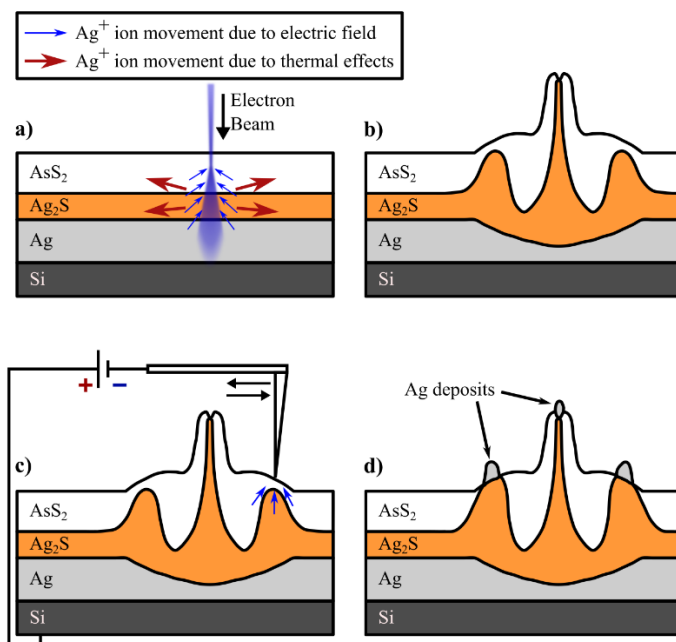 Ag⁺ ion movement due to electric field
Ag⁺ ion movement due to thermal effects
Electron
Beam
a)
AsS₂
Ag₂S
Ag
Si
b)
AsS₂
Ag₂S
Ag
Si
+ −
c)
AsS₂
Ag₂S
Ag
Si
Ag deposits
d)
AsS₂
Ag₂S
Ag
Si